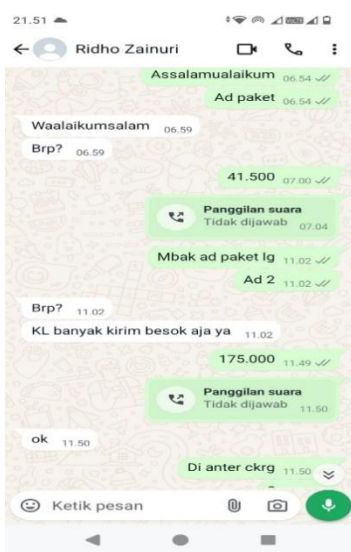 21.51
Ridho Zainuri
Assalamualaikum 06.54
Ad paket 06.54
Waalaikumsalam 06.59
Brp? 06.59
41.500 07.00
Panggilan suara
Tidak dijawab 07.04
Mbak ad paket lg 11.02
Ad 2 11.02
Brp? 11.02
KL banyak kirim besok aja ya 11.02
175.000 11.49
Panggilan suara
Tidak dijawab 11.50
ok 11.50
Di anter ckrg 11.50
Ketik pesan